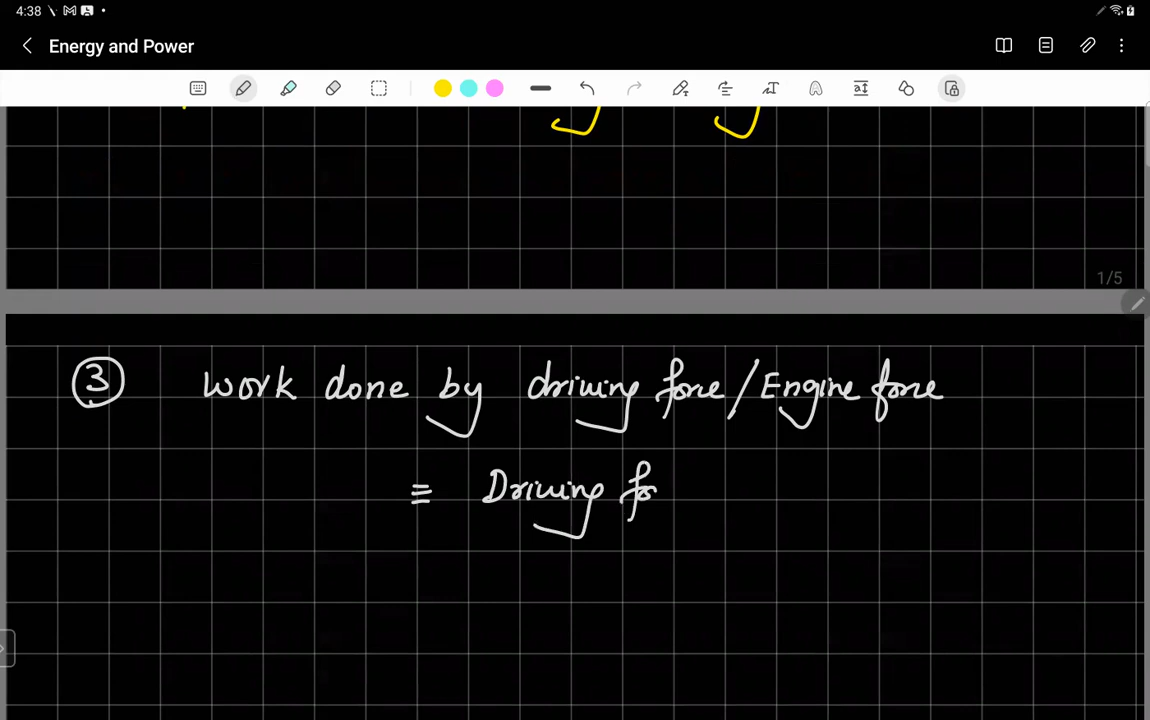 4:38
Energy and Power
1/5
3 Work done by driving force/Engine force
≡ Driving fo